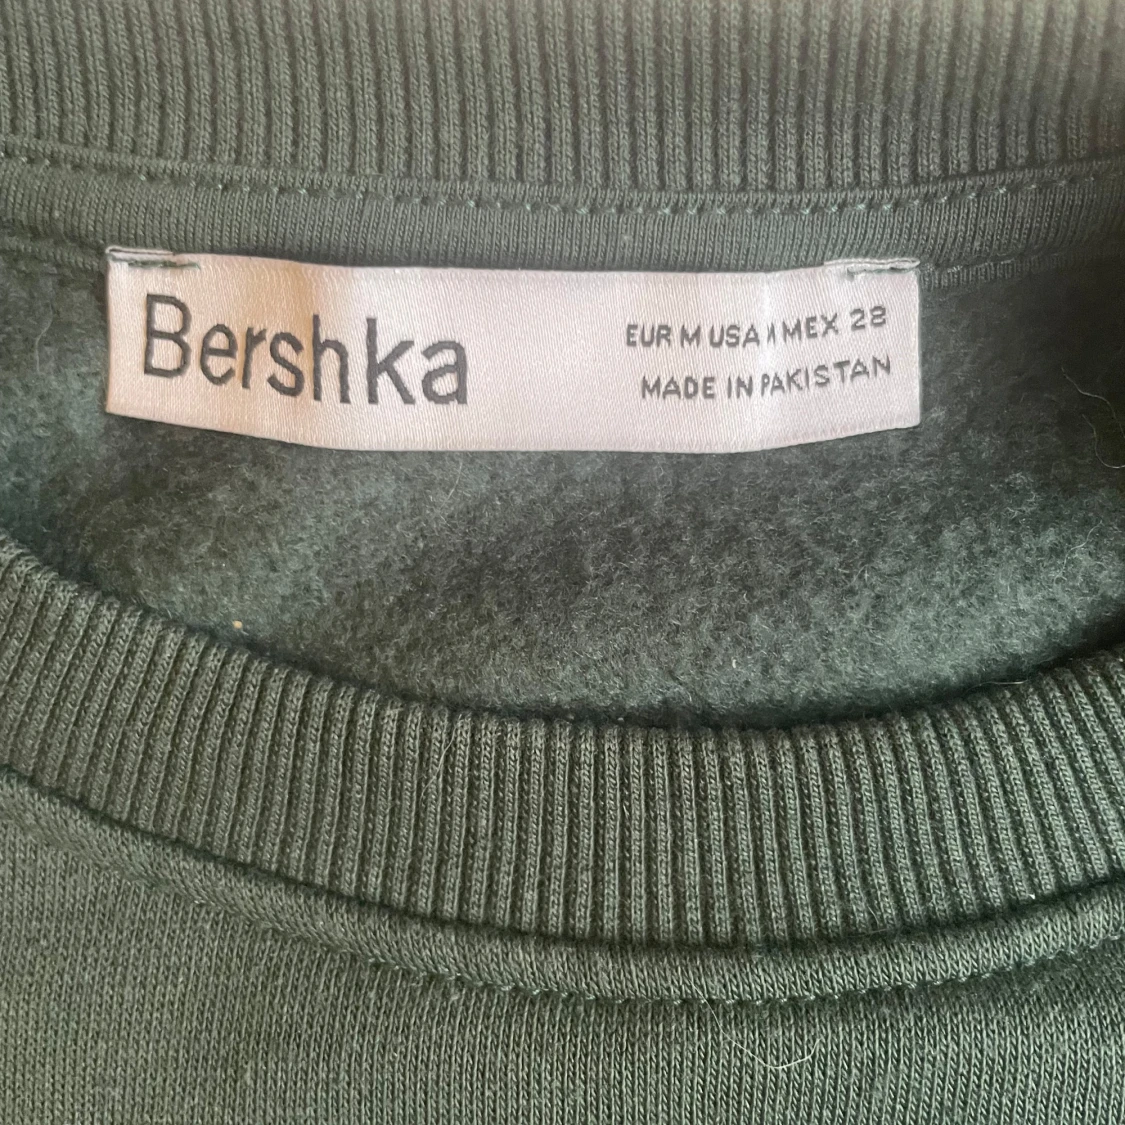 Bershka
EUR M USA MEX 28
MADE IN PAKISTAN